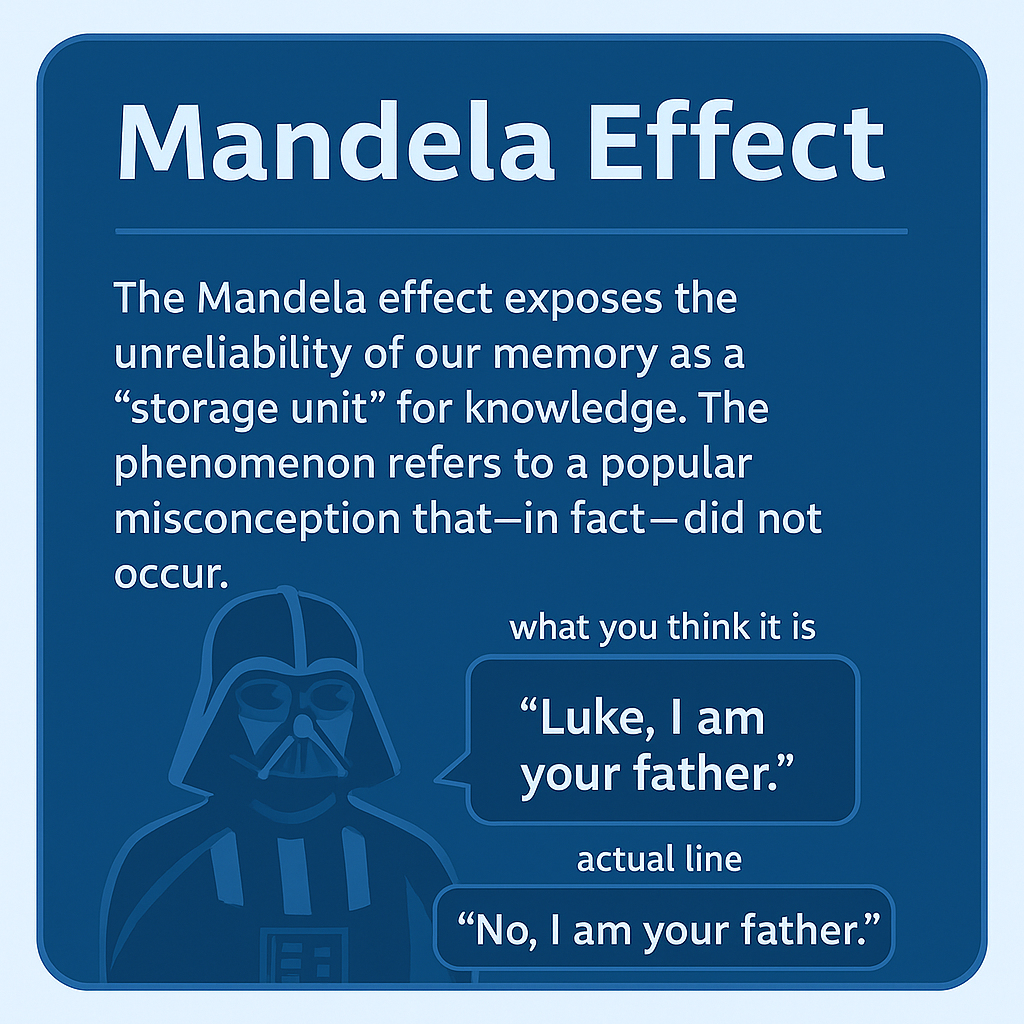 Mandela Effect
The Mandela effect exposes the
unreliability of our memory as a
“storage unit” for knowledge. The
phenomenon refers to a popular
misconception that—in fact—did not
occur.
what you think it is
“Luke, I am
your father.”
actual line
“No, I am your father.”